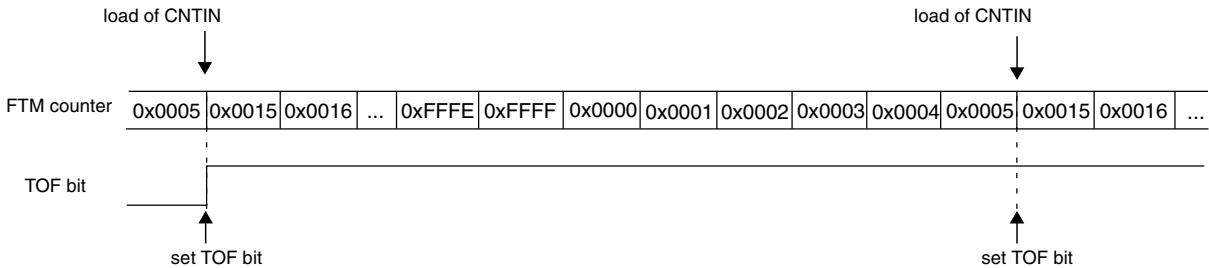 load of CNTIN load of CNTIN
FTM counter 0x0005 0x0015 0x0016 ... 0xFFFE 0xFFFF 0x0000 0x0001 0x0002 0x0003 0x0004 0x0005 0x0015 0x0016 ...
TOF bit
set TOF bit set TOF bit